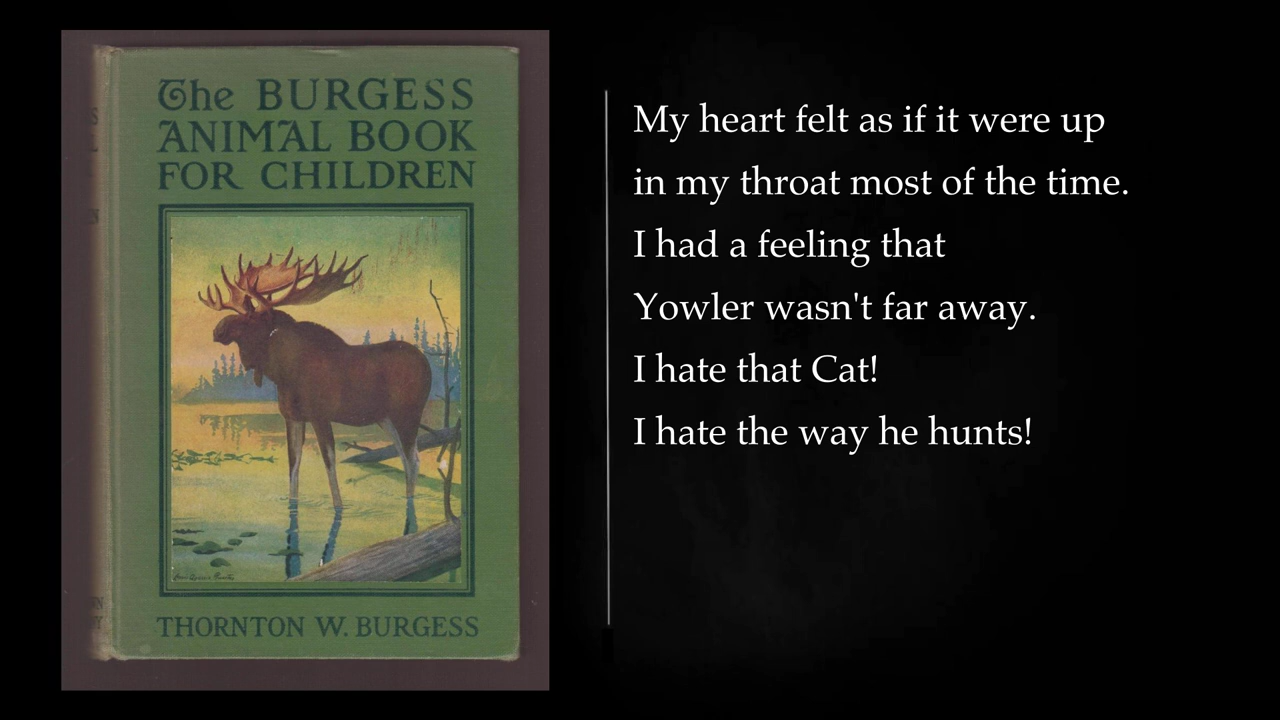 The BURGESS
ANIMAL BOOK
FOR CHILDREN
THORNTON W. BURGESS
My heart felt as if it were up
in my throat most of the time.
I had a feeling that
Yowler wasn't far away.
I hate that Cat!
I hate the way he hunts!